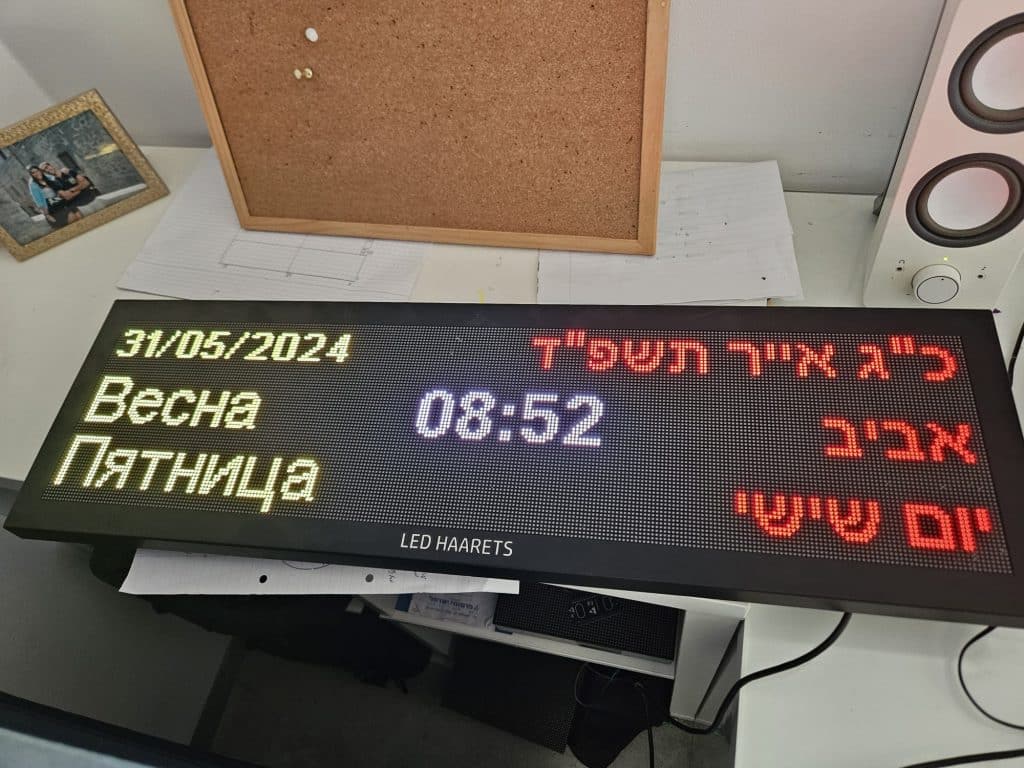 31/05/2024
Весна
Пятница
08:52
כ"ג אייר תשפ"ד
אביב
יום שישי
LED HAARETS